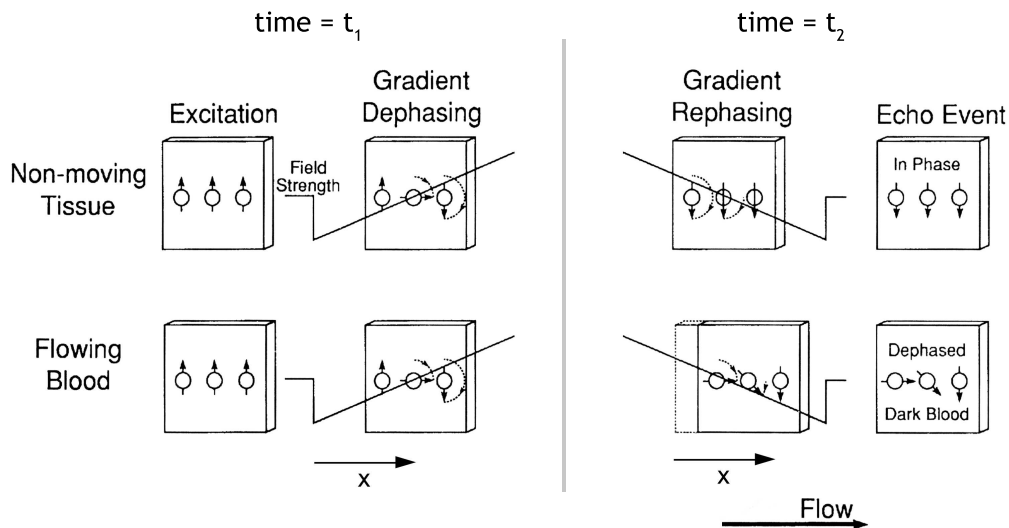 time = t1
time = t2
Excitation
Gradient
Dephasing
Gradient
Rephasing
Echo Event
Non-moving
Tissue
Field
Strength
In Phase
Flowing
Blood
Dephased
Dark Blood
x
x
Flow